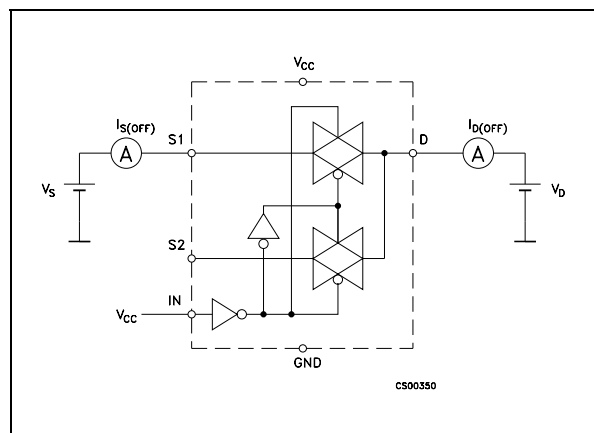 VCC
IS(OFF)
S1
D
ID(OFF)
A
A
VS
VD
S2
IN
VCC
GND
CS00350